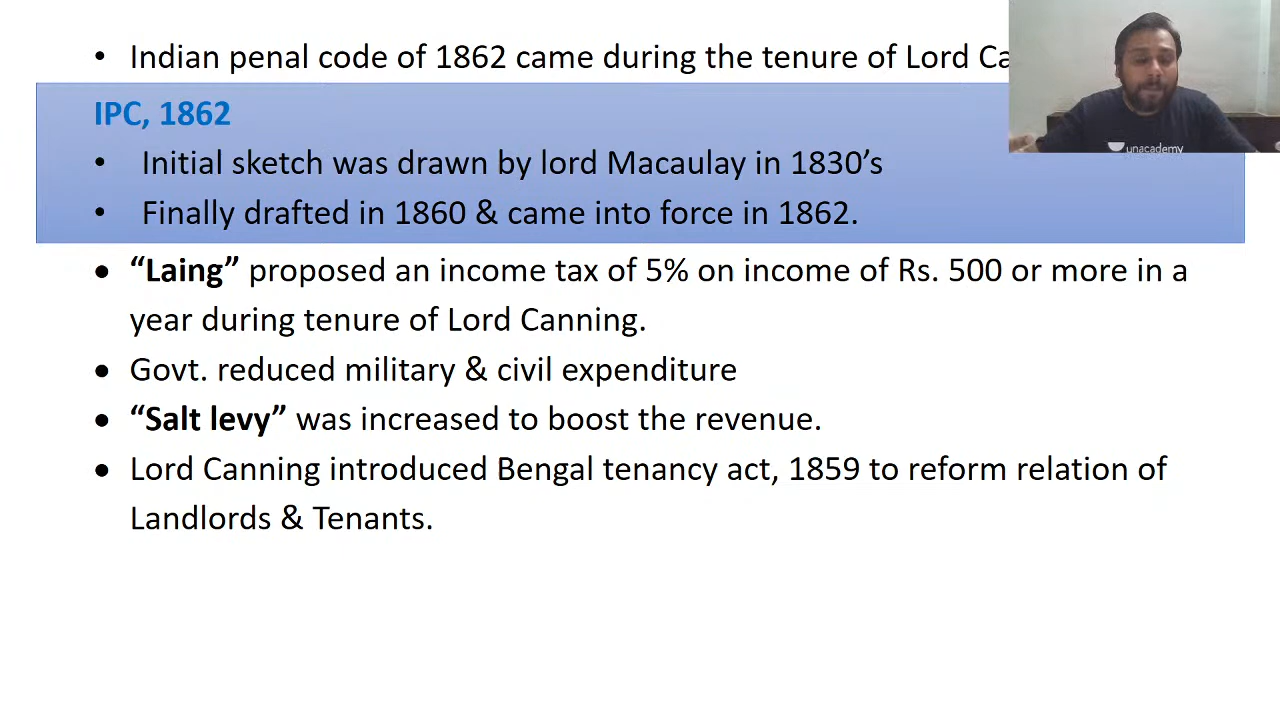 • Indian penal code of 1862 came during the tenure of Lord
IPC, 1862
• Initial sketch was drawn by lord Macaulay in 1830’s
• Finally drafted in 1860 & came into force in 1862.
• “Laing” proposed an income tax of 5% on income of Rs. 500 or more in a
year during tenure of Lord Canning.
• Govt. reduced military & civil expenditure
• “Salt levy” was increased to boost the revenue.
• Lord Canning introduced Bengal tenancy act, 1859 to reform relation of
Landlords & Tenants.
unacademy